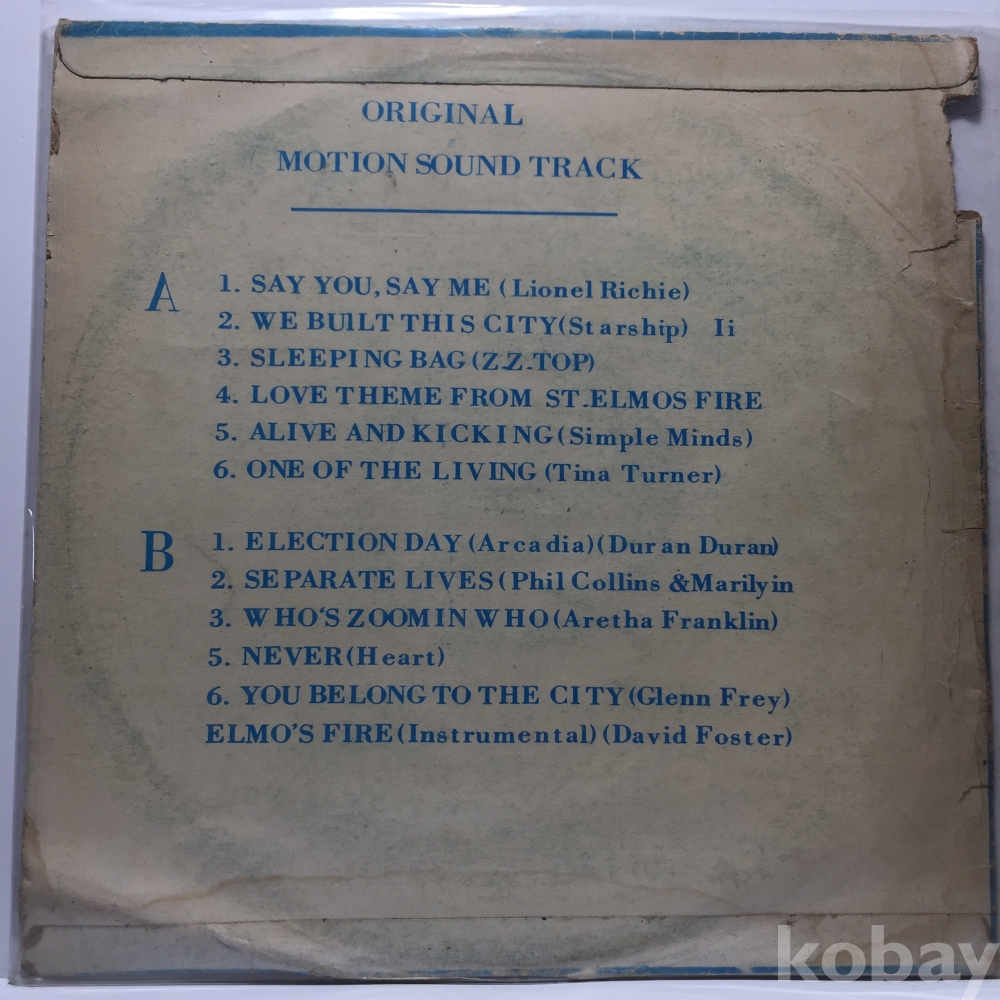 ORIGINAL
MOTION SOUND TRACK
A
1. SAY YOU, SAY ME (Lionel Richie)
2. WE BUILT THIS CITY(Starship) Ii
3. SLEEPING BAG (Z.Z.TOP)
4. LOVE THEME FROM ST.ELMOS FIRE
5. ALIVE AND KICKING(Simple Minds)
6. ONE OF THE LIVING (Tina Turner)
B
1. ELECTION DAY (Arcadia)(Duran Duran)
2. SEPARATE LIVES(Phil Collins &Marilyin
3. WHO'S ZOOMIN WHO(Aretha Franklin)
5. NEVER(Heart)
6. YOU BELONG TO THE CITY(Glenn Frey)
ELMO'S FIRE(Instrumental)(David Foster)
kobay